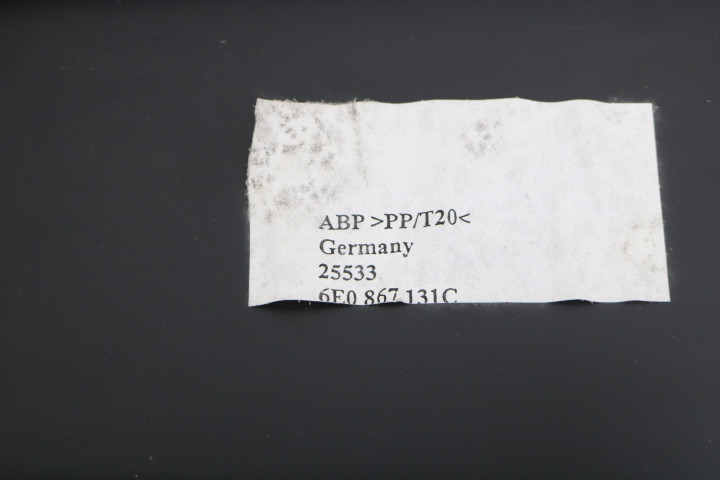 ABP >PP/T20<
Germany
25533
6E0 867 131C